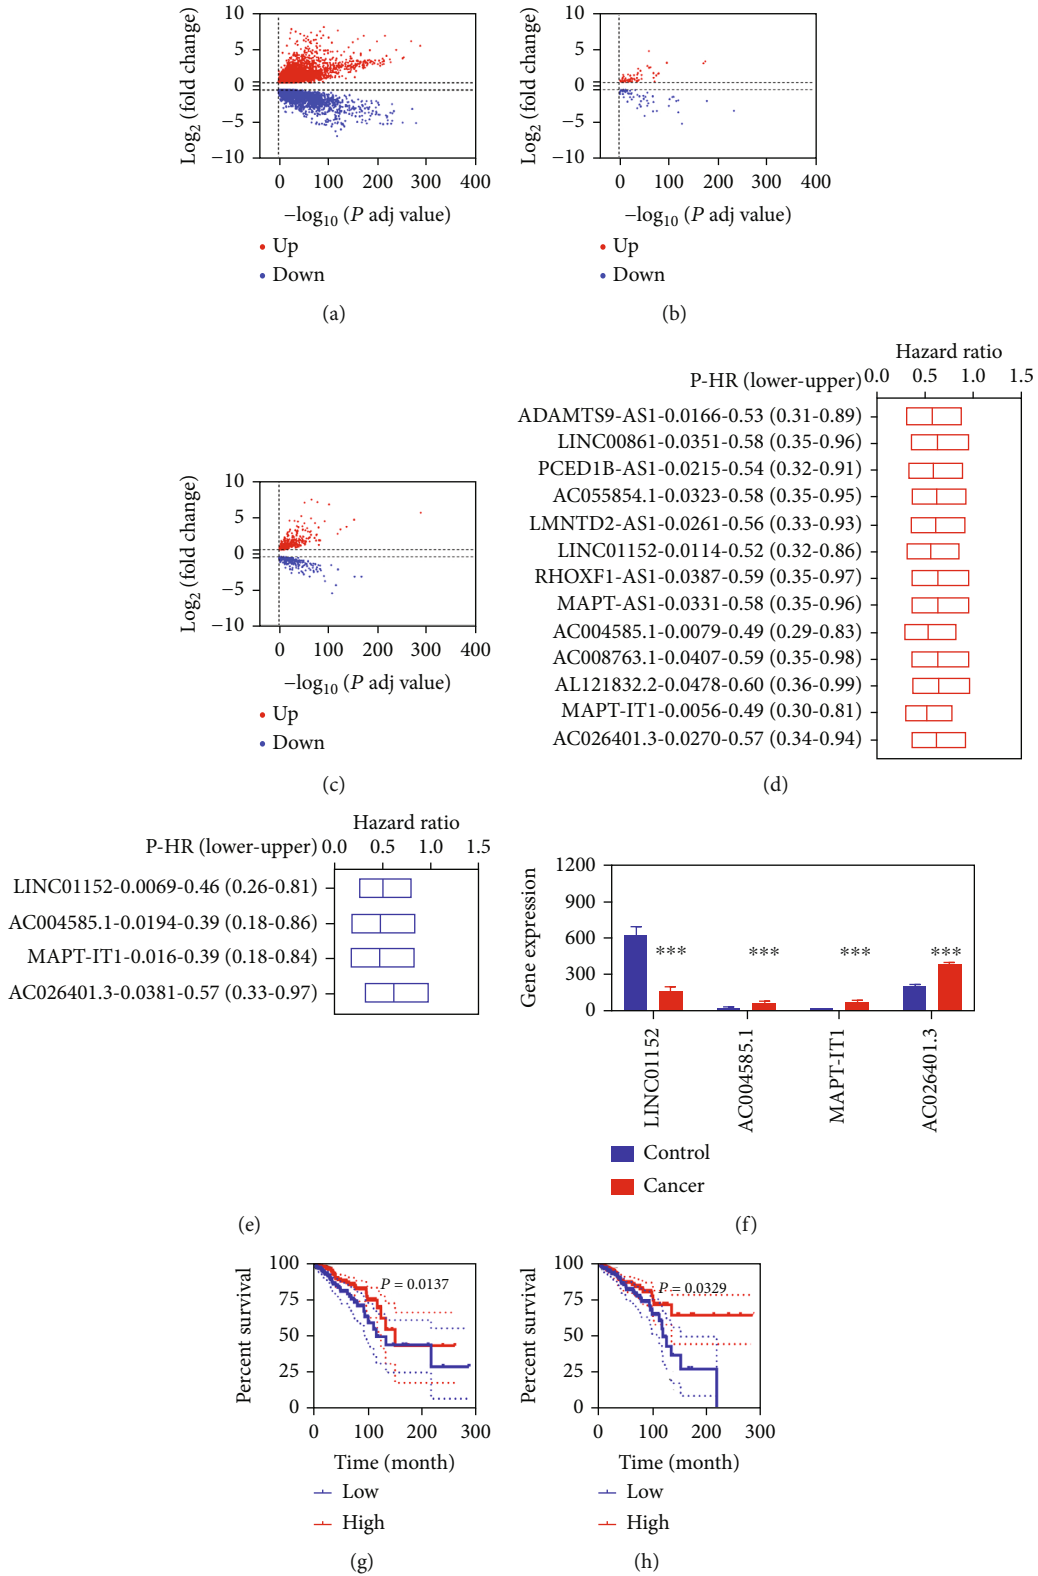 10
5
0
−5
−10
Log2 (fold change)
0 100 200 300 400
−log10 (P adj value)
Up
Down
(a)
10
5
0
−5
−10
Log2 (fold change)
0 100 200 300 400
−log10 (P adj value)
Up
Down
(b)
10
5
0
−5
−10
Log2 (fold change)
0 100 200 300 400
−log10 (P adj value)
Up
Down
(c)
Hazard ratio
P-HR (lower-upper) 0.0 0.5 1.0 1.5
ADAMTS9-AS1-0.0166-0.53 (0.31-0.89)
LINC00861-0.0351-0.58 (0.35-0.96)
PCED1B-AS1-0.0215-0.54 (0.32-0.91)
AC055854.1-0.0323-0.58 (0.35-0.95)
LMNTD2-AS1-0.0261-0.56 (0.33-0.93)
LINC01152-0.0114-0.52 (0.32-0.86)
RHOXF1-AS1-0.0387-0.59 (0.35-0.97)
MAPT-AS1-0.0331-0.58 (0.35-0.96)
AC004585.1-0.0079-0.49 (0.29-0.83)
AC008763.1-0.0407-0.59 (0.35-0.98)
AL121832.2-0.0478-0.60 (0.36-0.99)
MAPT-IT1-0.0056-0.49 (0.30-0.81)
AC026401.3-0.0270-0.57 (0.34-0.94)
(d)
Hazard ratio
P-HR (lower-upper) 0.0 0.5 1.0 1.5
LINC01152-0.0069-0.46 (0.26-0.81)
AC004585.1-0.0194-0.39 (0.18-0.86)
MAPT-IT1-0.016-0.39 (0.18-0.84)
AC026401.3-0.0381-0.57 (0.33-0.97)
(e)
1200
900
600
300
0
Gene expression
*** *** *** ***
LINC01152
AC004585.1
MAPT-IT1
AC026401.3
Control
Cancer
(f)
100
75
50
25
0
Percent survival
P = 0.0137
0 100 200 300
Time (month)
Low
High
(g)
100
75
50
25
0
Percent survival
P = 0.0329
0 100 200 300
Time (month)
Low
High
(h)